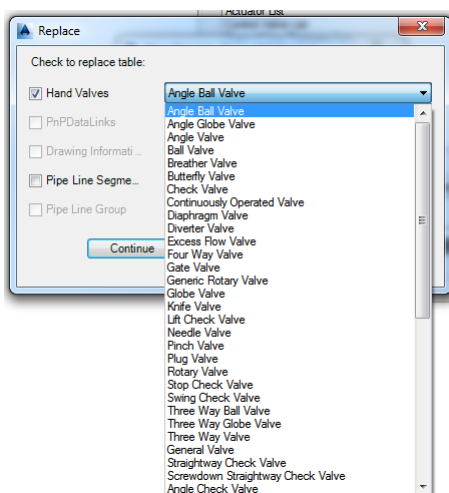 Actuator List
Control Valve List
Replace
Check to replace table:
Hand Valves
Angle Ball Valve
PnPDataLinks
Drawing Informati ...
Pipe Line Segme...
Pipe Line Group
Continue
Angle Ball Valve
Angle Globe Valve
Angle Valve
Ball Valve
Breather Valve
Butterfly Valve
Check Valve
Continuously Operated Valve
Diaphragm Valve
Diverter Valve
Excess Flow Valve
Four Way Valve
Gate Valve
Generic Rotary Valve
Globe Valve
Knife Valve
Lift Check Valve
Needle Valve
Pinch Valve
Plug Valve
Rotary Valve
Stop Check Valve
Swing Check Valve
Three Way Ball Valve
Three Way Globe Valve
Three Way Valve
General Valve
Straightway Check Valve
Screwdown Straightway Check Valve
Angle Check Valve